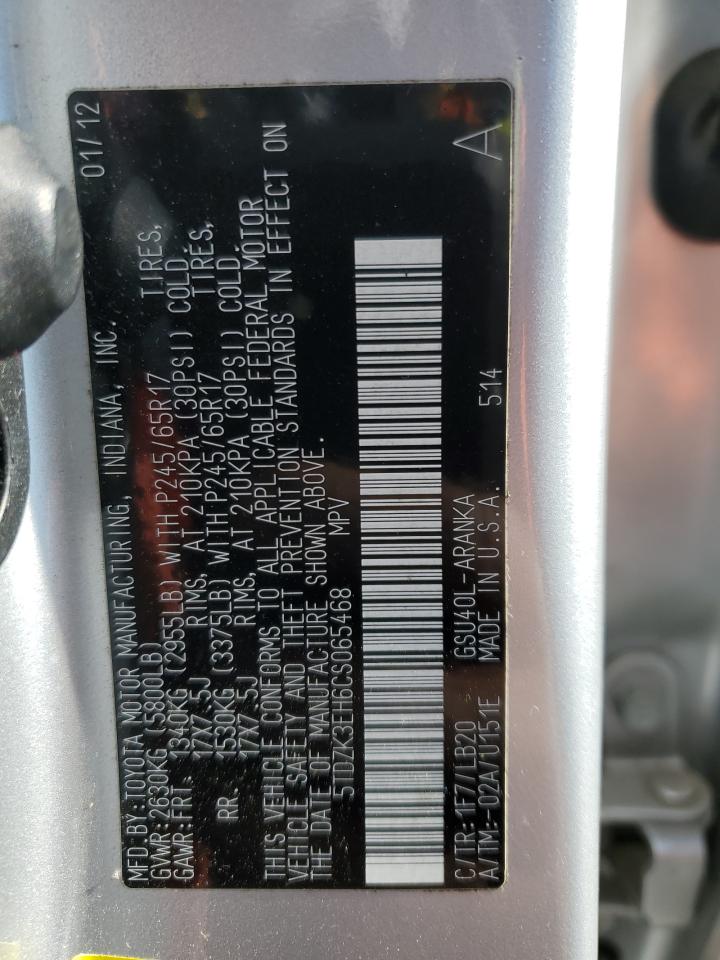 MFD.BY:TOYOTA MOTOR MANUFACTURING, INDIANA, INC. 01/12
GVWR:2630KG (5800LB)
GAWR:FRT. 1340KG (2955LB) WITH P245/65R17 TIRES,
17X7.5J RIMS, AT 210KPA (30PSI) COLD.
RR. 1530KG (3375LB) WITH P245/65R17 TIRES,
17X7.5J RIMS, AT 210KPA (30PSI) COLD.
THIS VEHICLE CONFORMS TO ALL APPLICABLE FEDERAL MOTOR
VEHICLE SAFETY AND THEFT PREVENTION STANDARDS IN EFFECT ON
THE DATE OF MANUFACTURE SHOWN ABOVE.
5TDZK3EH6CS065468 MPV
A
C/TR:1F7/LB20 GSU40L-ARANKA
A/TM:-02A/U151E MADE IN U.S.A. 514